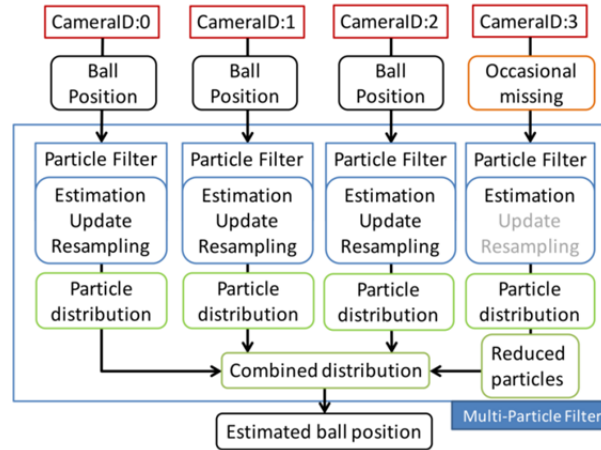 CameraID:0
CameraID:1
CameraID:2
CameraID:3
Ball
Position
Ball
Position
Ball
Position
Occasional
missing
Particle Filter
Estimation
Update
Resampling
Particle Filter
Estimation
Update
Resampling
Particle Filter
Estimation
Update
Resampling
Particle Filter
Estimation
Update
Resampling
Particle
distribution
Particle
distribution
Particle
distribution
Particle
distribution
Combined distribution
Reduced
particles
Multi-Particle Filter
Estimated ball position